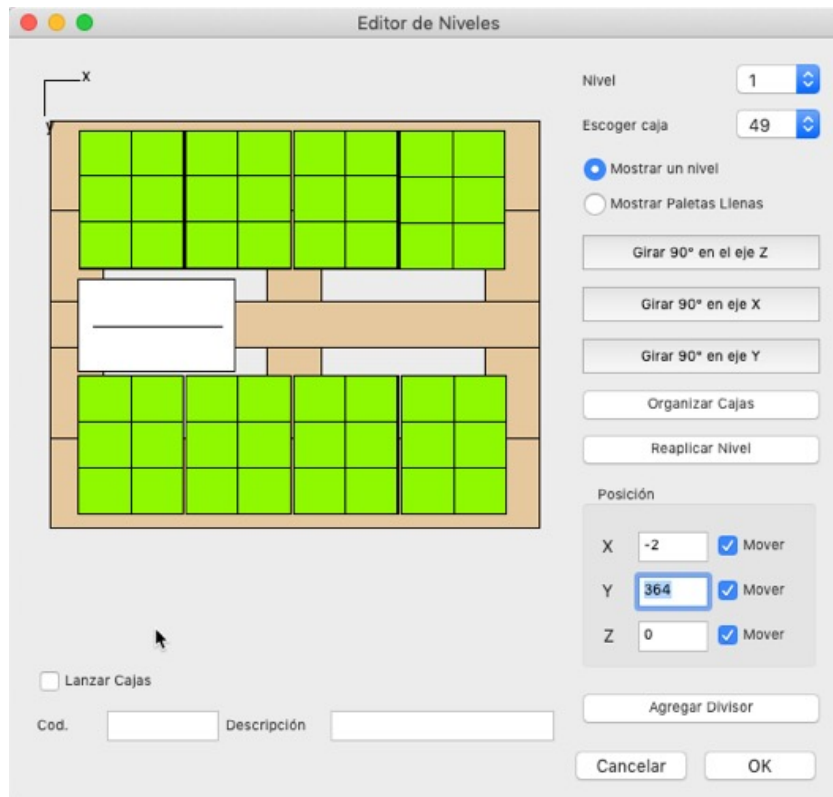 Editor de Niveles
x
y
Nivel
1
Escoger caja
49
Mostrar un nivel
Mostrar Paletas Llenas
Girar 90° en el eje Z
Girar 90° en eje X
Girar 90° en eje Y
Organizar Cajas
Reaplicar Nivel
Posición
X -2 Mover
Y 364 Mover
Z 0 Mover
Lanzar Cajas
Cod.
Descripción
Agregar Divisor
Cancelar
OK